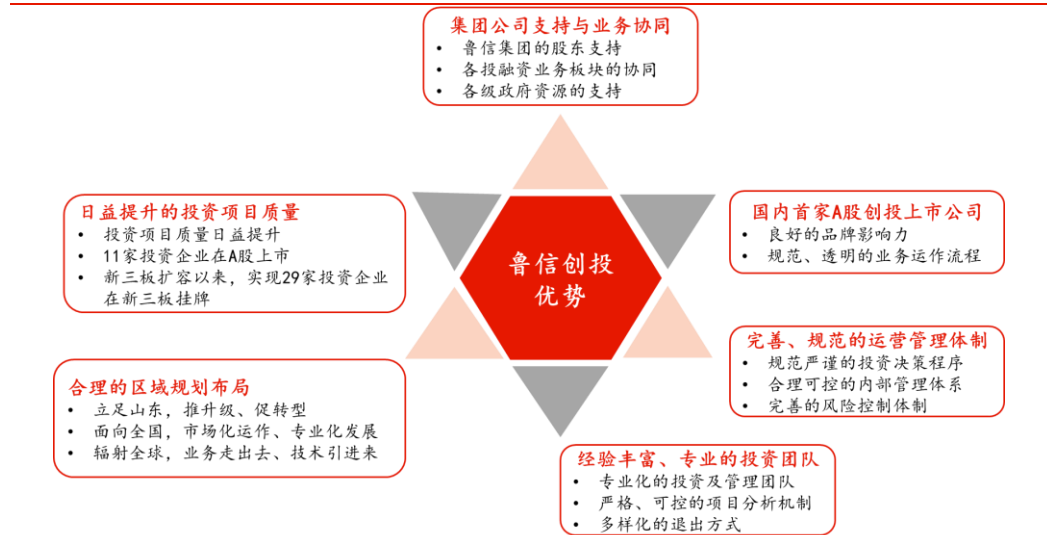 集团公司支持与业务协同
• 鲁信集团的股东支持
• 各投融资业务板块的协同
• 各级政府资源的支持
日益提升的投资项目质量
• 投资项目质量日益提升
• 11家投资企业在A股上市
• 新三板扩容以来，实现29家投资企业
在新三板挂牌
鲁信创投
优势
国内首家A股创投上市公司
• 良好的品牌影响力
• 规范、透明的业务运作流程
完善、规范的运营管理体制
• 规范严谨的投资决策程序
• 合理可控的内部管理体系
• 完善的风险控制体制
合理的区域规划布局
• 立足山东，推升级、促转型
• 面向全国，市场化运作、专业化发展
• 辐射全球，业务走出去、技术引进来
经验丰富、专业的投资团队
• 专业化的投资及管理团队
• 严格、可控的项目分析机制
• 多样化的退出方式